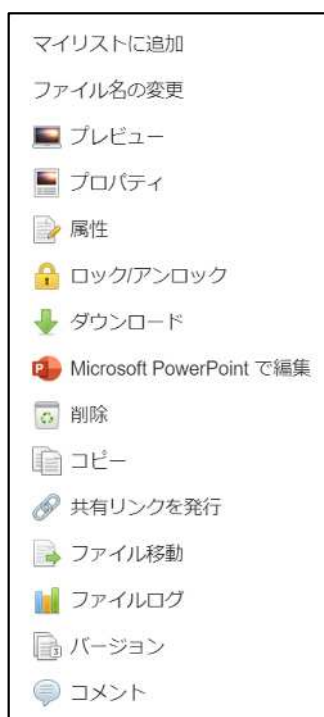 マイリストに追加
ファイル名の変更
プレビュー
プロパティ
属性
ロック/アンロック
ダウンロード
Microsoft PowerPoint で編集
削除
コピー
共有リンクを発行
ファイル移動
ファイルログ
バージョン
コメント